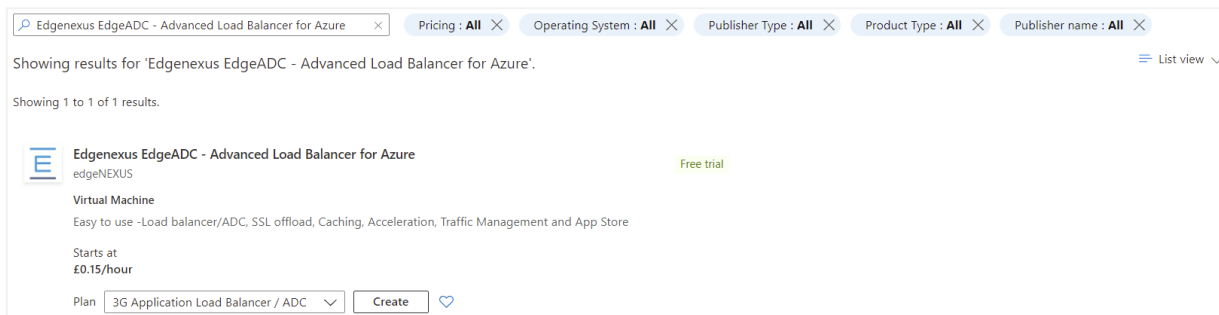 Edgenexus EdgeADC - Advanced Load Balancer for Azure
Pricing : All
Operating System : All
Publisher Type : All
Product Type : All
Publisher name : All
Showing results for 'Edgenexus EdgeADC - Advanced Load Balancer for Azure'.
List view
Showing 1 to 1 of 1 results.
Edgenexus EdgeADC - Advanced Load Balancer for Azure
Free trial
edgeNEXUS
Virtual Machine
Easy to use -Load balancer/ADC, SSL offload, Caching, Acceleration, Traffic Management and App Store
Starts at
£0.15/hour
Plan
3G Application Load Balancer / ADC
Create